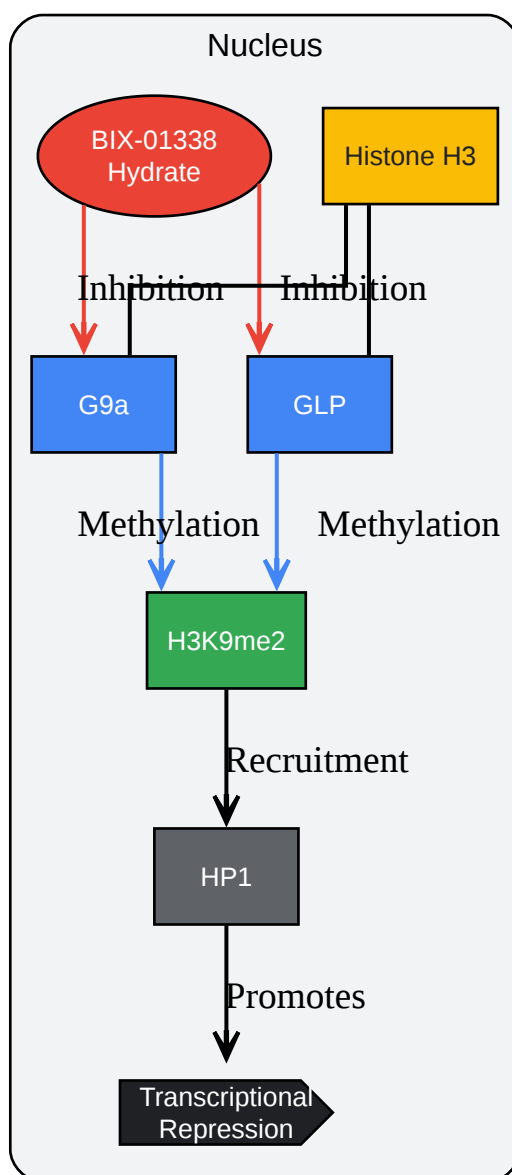 Nucleus
BIX-01338
Hydrate
Histone H3
Inhibition
Inhibition
G9a
GLP
Methylation
Methylation
H3K9me2
Recruitment
HP1
Promotes
Transcriptional
Repression